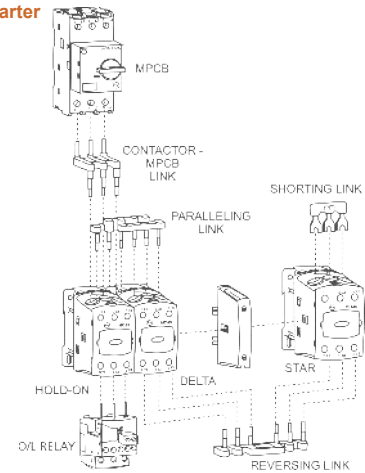 arter
MPCB
CONTACTOR -
MPCB
LINK
SHORTING LINK
PARALLELING
LINK
HOLD-ON
DELTA
STAR
O/L RELAY
REVERSING LINK